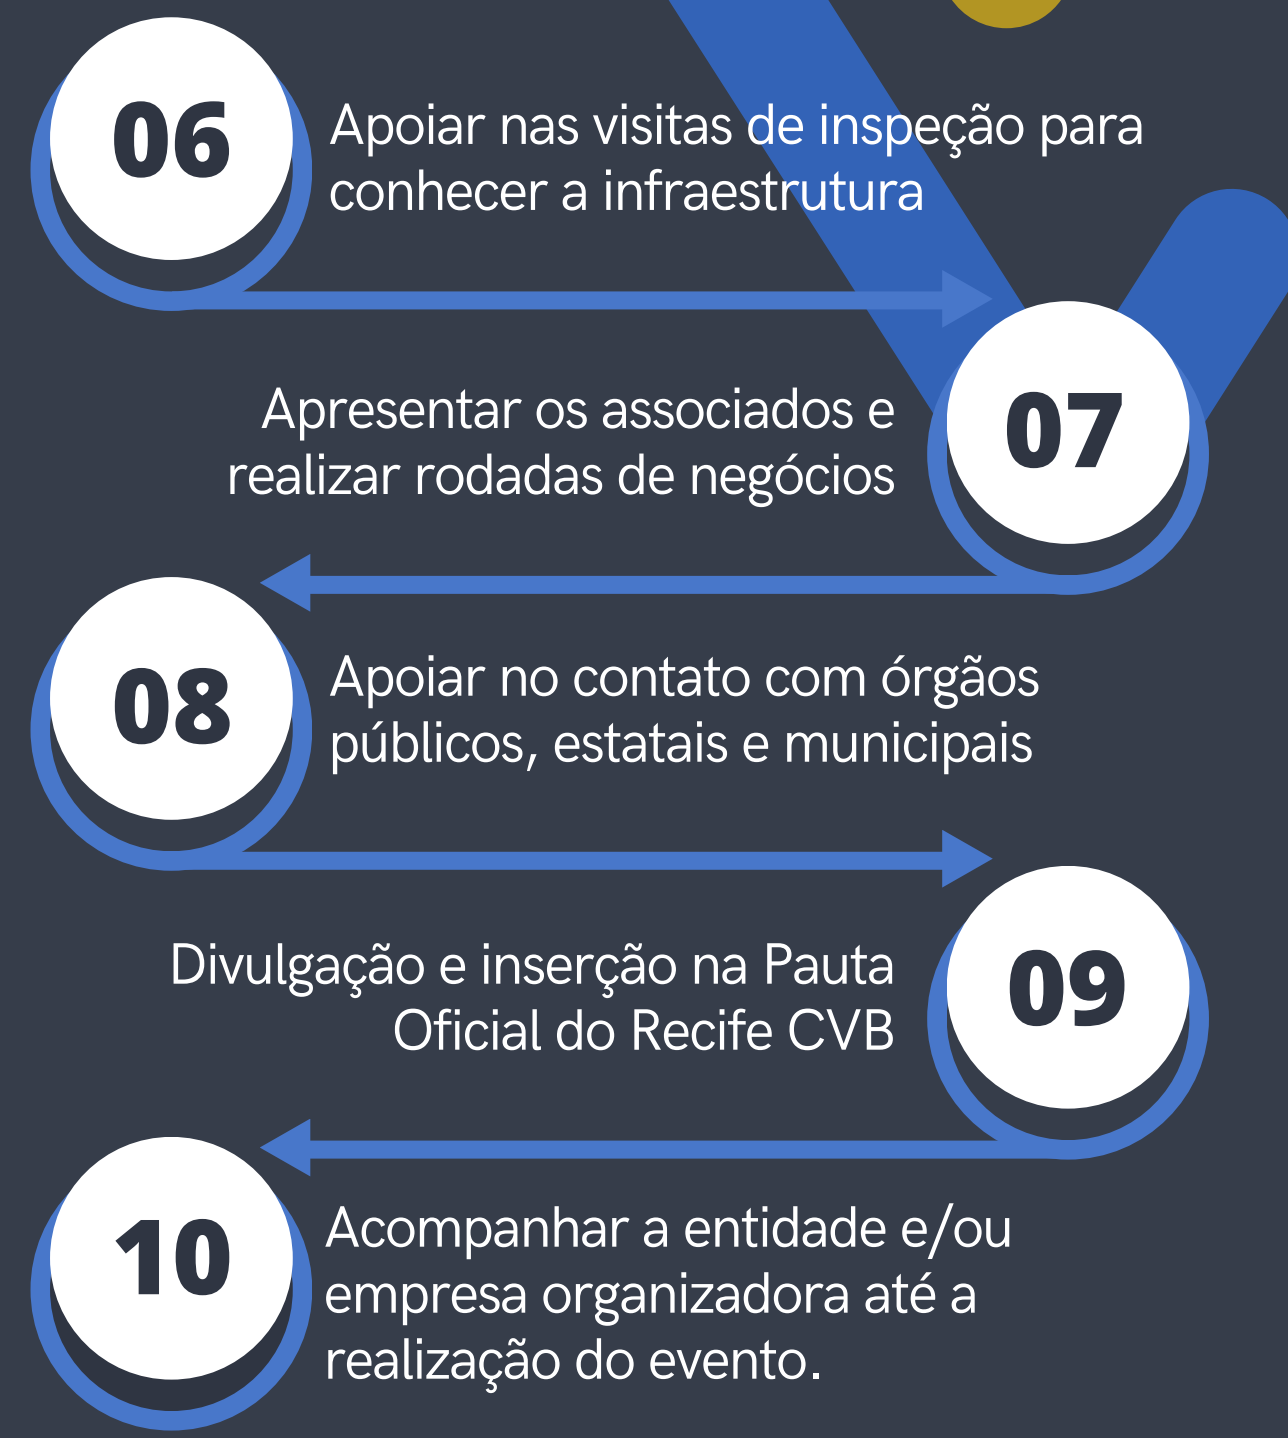 06
Apoiar nas visitas de inspeção para
conhecer a infraestrutura
Apresentar os associados e
realizar rodadas de negócios
07
08
Apoiar no contato com órgãos
públicos, estatais e municipais
Divulgação e inserção na Pauta
Oficial do Recife CVB
09
10
Acompanhar a entidade e/ou
empresa organizadora até a
realização do evento.